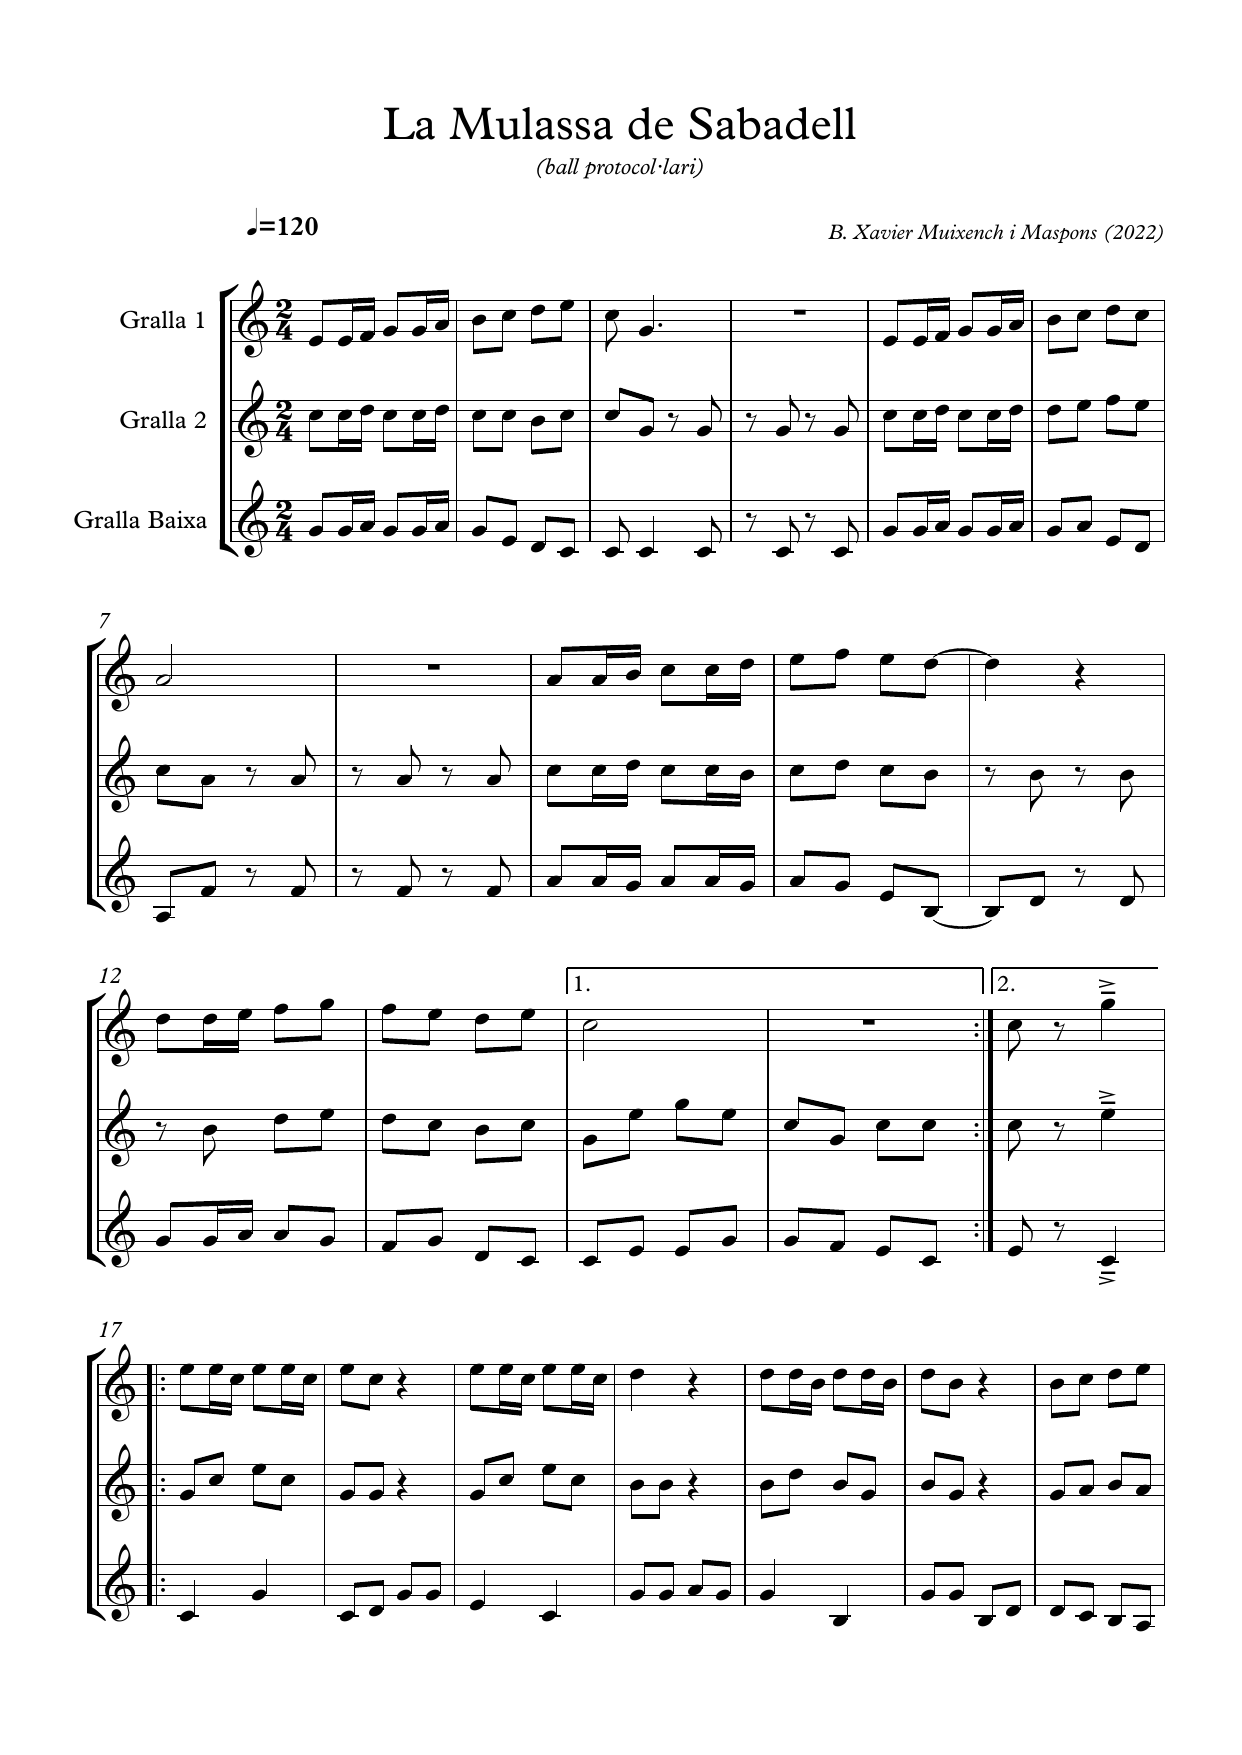 La Mulassa de Sabadell
(ball protocol·lari)
♩=120
B. Xavier Muixench i Maspons (2022)
Gralla 1
Gralla 2
Gralla Baixa
7
12
1.
2.
17